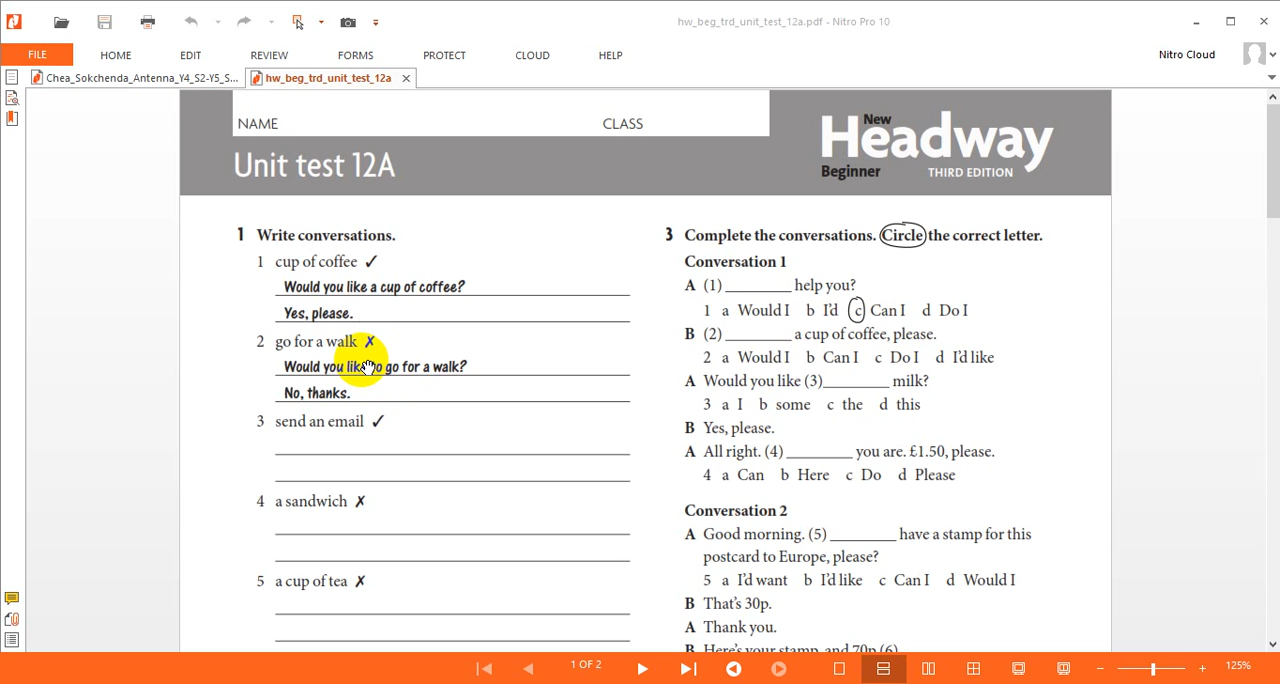 hw_beg_trd_unit_test_12a.pdf - Nitro Pro 10
FILE HOME EDIT REVIEW FORMS PROTECT CLOUD HELP Nitro Cloud
Chea_Sokchenda_Antenna_Y4_S2-Y5_S... hw_beg_trd_unit_test_12a
NAME CLASS
Unit test 12A
New
Headway
Beginner THIRD EDITION
1 Write conversations.
1 cup of coffee ✓
Would you like a cup of coffee?
Yes, please.
2 go for a walk ✗
Would you like to go for a walk?
No, thanks.
3 send an email ✓
4 a sandwich ✗
5 a cup of tea ✗
3 Complete the conversations. Circle the correct letter.
Conversation 1
A (1) ________ help you?
1 a Would I b I'd c Can I d Do I
B (2) ________ a cup of coffee, please.
2 a Would I b Can I c Do I d I'd like
A Would you like (3)________ milk?
3 a I b some c the d this
B Yes, please.
A All right. (4) ________ you are. £1.50, please.
4 a Can b Here c Do d Please
Conversation 2
A Good morning. (5) ________ have a stamp for this
postcard to Europe, please?
5 a I'd want b I'd like c Can I d Would I
B That's 30p.
A Thank you.
B Here's your stamp, and 70p (6)
1 OF 2
125%